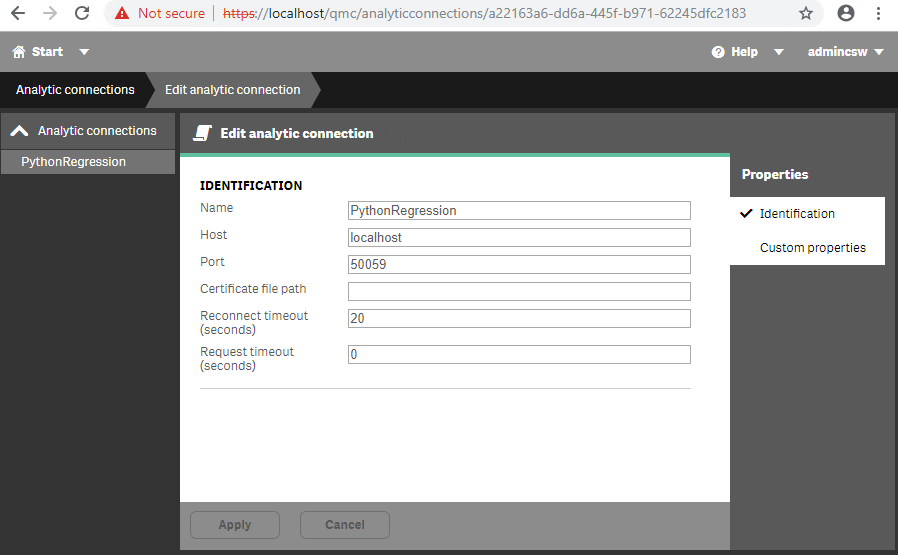 Not secure | https://localhost/qmc/analyticconnections/a22163a6-dd6a-445f-b971-62245dfc2183
Start Help admincsw
Analytic connections Edit analytic connection
Analytic connections
PythonRegression
Edit analytic connection
IDENTIFICATION
Name PythonRegression
Host localhost
Port 50059
Certificate file path
Reconnect timeout
(seconds) 20
Request timeout
(seconds) 0
Apply Cancel
Properties
Identification
Custom properties